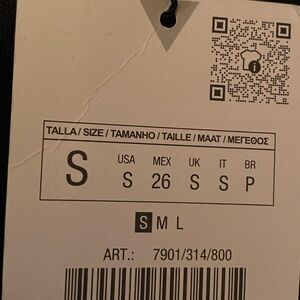 TALLA / SIZE / TAMANHO / TAILLE / MAAT / ΜΕΓΕΘΟΣ
S USA MEX UK IT BR
S 26 S S P
S M L
ART.: 7901/314/800